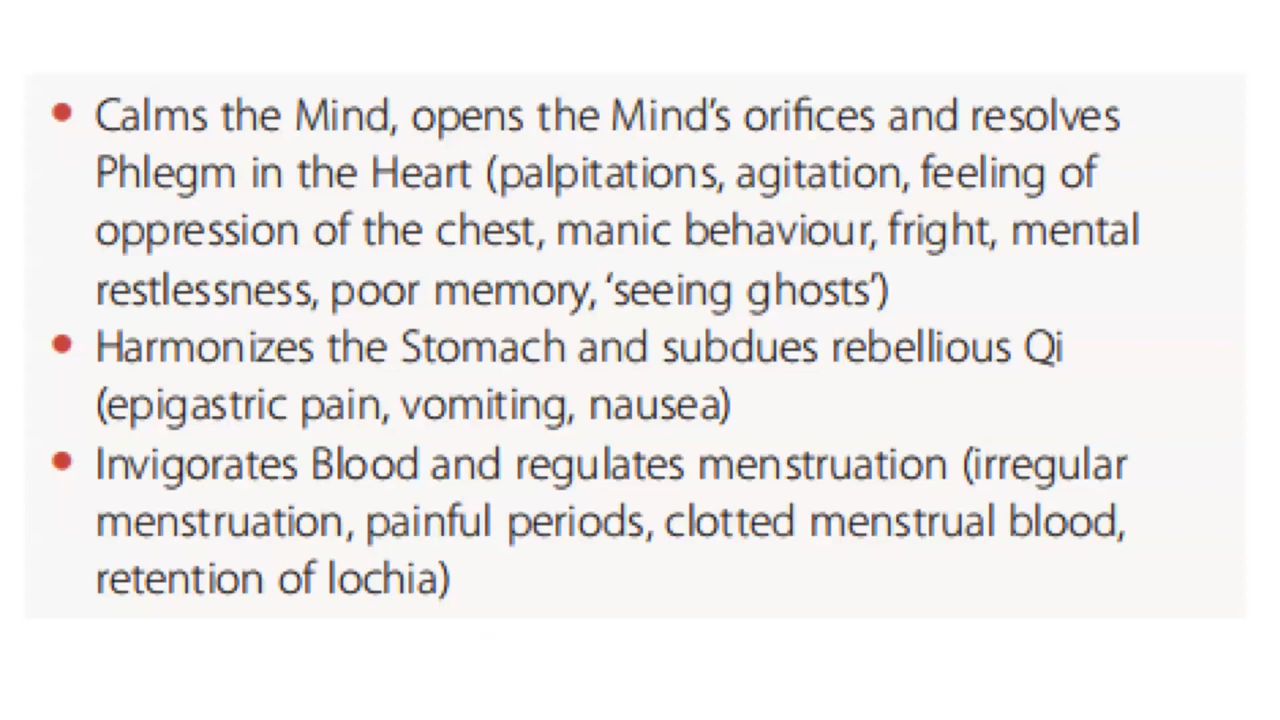 • Calms the Mind, opens the Mind’s orifices and resolves
Phlegm in the Heart (palpitations, agitation, feeling of
oppression of the chest, manic behaviour, fright, mental
restlessness, poor memory, ‘seeing ghosts’)
• Harmonizes the Stomach and subdues rebellious Qi
(epigastric pain, vomiting, nausea)
• Invigorates Blood and regulates menstruation (irregular
menstruation, painful periods, clotted menstrual blood,
retention of lochia)